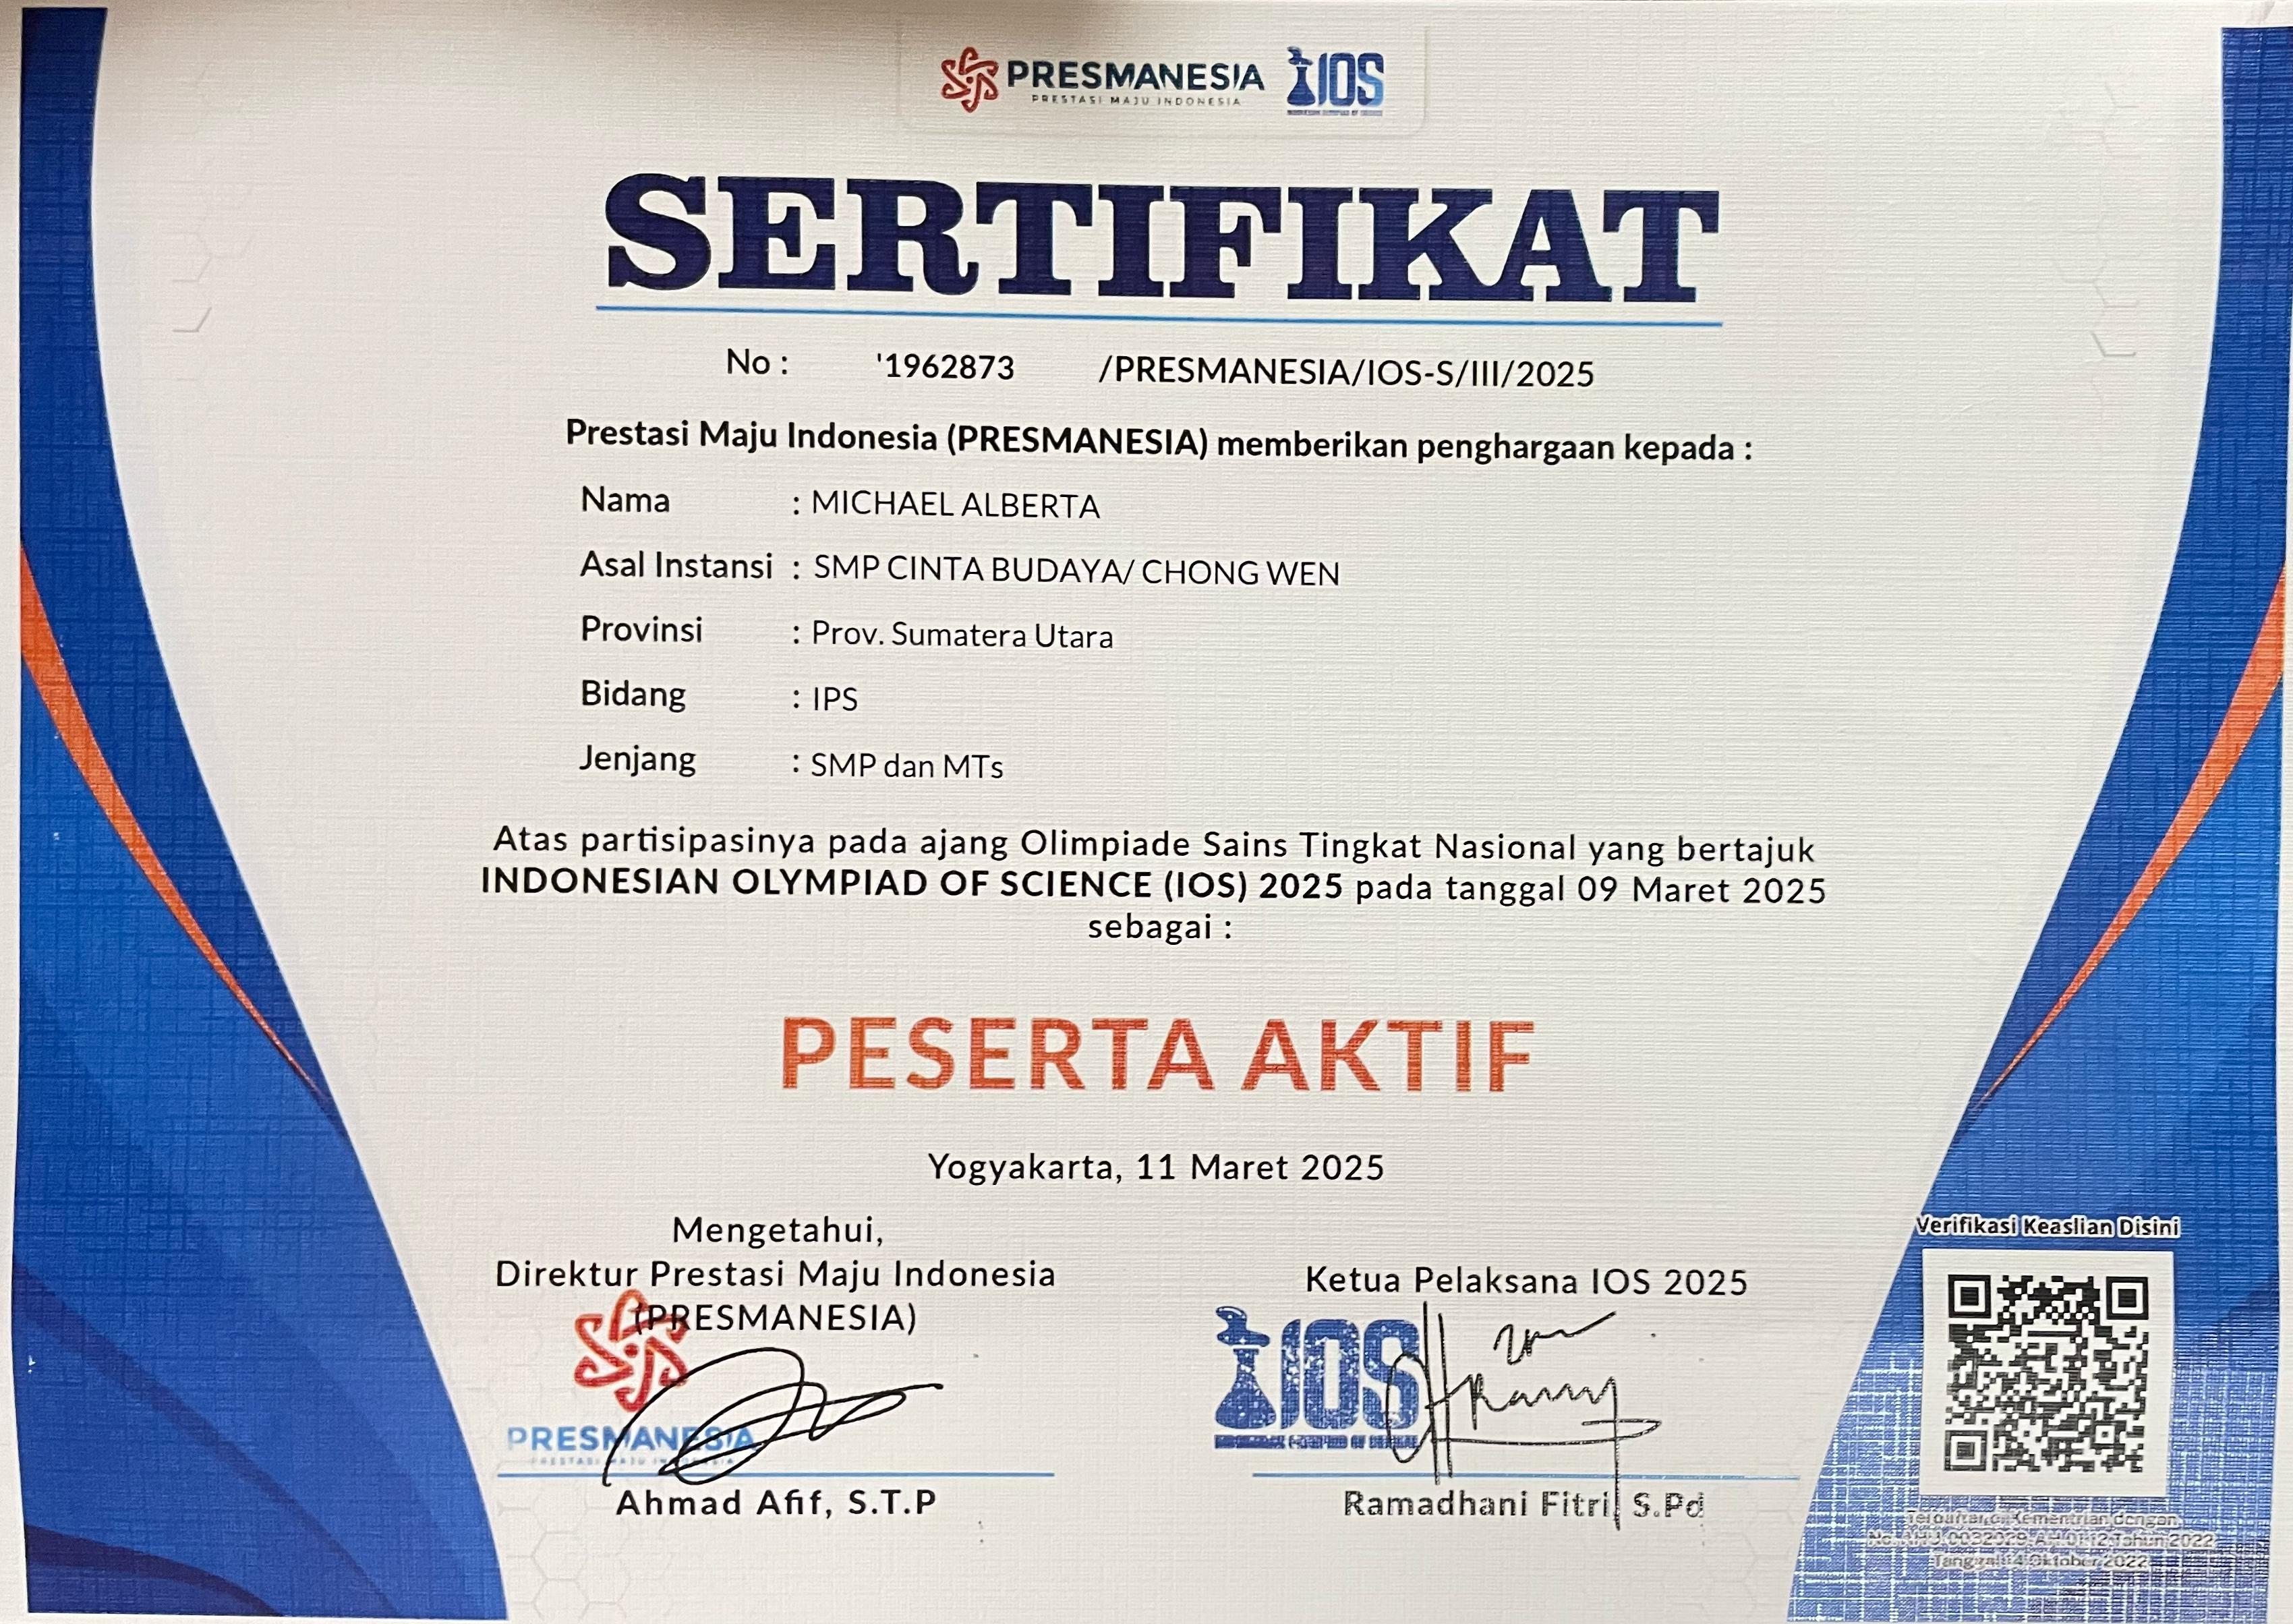 PRESMANESIA
PRESTASI MAJU INDONESIA
IOS
SERTIFIKAT
No : '1962873 /PRESMANESIA/IOS-S/III/2025
Prestasi Maju Indonesia (PRESMANESIA) memberikan penghargaan kepada :
Nama : MICHAEL ALBERTA
Asal Instansi : SMP CINTA BUDAYA/ CHONG WEN
Provinsi : Prov. Sumatera Utara
Bidang : IPS
Jenjang : SMP dan MTs
Atas partisipasinya pada ajang Olimpiade Sains Tingkat Nasional yang bertajuk
INDONESIAN OLYMPIAD OF SCIENCE (IOS) 2025 pada tanggal 09 Maret 2025
sebagai :
PESERTA AKTIF
Yogyakarta, 11 Maret 2025
Mengetahui,
Direktur Prestasi Maju Indonesia
(PRESMANESIA)
PRESMANESIA
PRESTASI MAJU INDONESIA
Ahmad Afif, S.T.P
Ketua Pelaksana IOS 2025
IOS
Ramadhani Fitri, S.Pd
Verifikasi Keaslian Disini
Terdaftar di Kementrian dengan
Tahun 2022
Tanggal 14 Oktober 2022